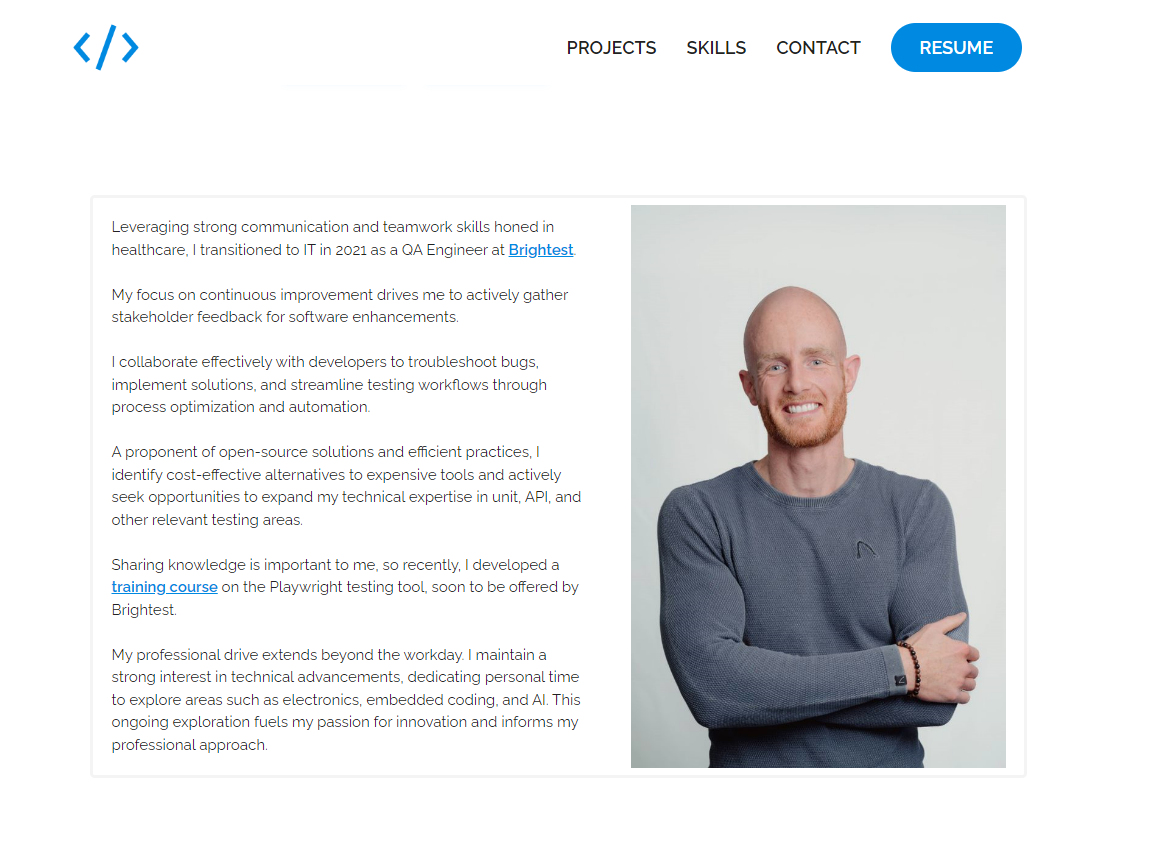 </>
PROJECTS SKILLS CONTACT RESUME
Leveraging strong communication and teamwork skills honed in
healthcare, I transitioned to IT in 2021 as a QA Engineer at Brightest.
My focus on continuous improvement drives me to actively gather
stakeholder feedback for software enhancements.
I collaborate effectively with developers to troubleshoot bugs,
implement solutions, and streamline testing workflows through
process optimization and automation.
A proponent of open-source solutions and efficient practices, I
identify cost-effective alternatives to expensive tools and actively
seek opportunities to expand my technical expertise in unit, API, and
other relevant testing areas.
Sharing knowledge is important to me, so recently, I developed a
training course on the Playwright testing tool, soon to be offered by
Brightest.
My professional drive extends beyond the workday. I maintain a
strong interest in technical advancements, dedicating personal time
to explore areas such as electronics, embedded coding, and AI. This
ongoing exploration fuels my passion for innovation and informs my
professional approach.